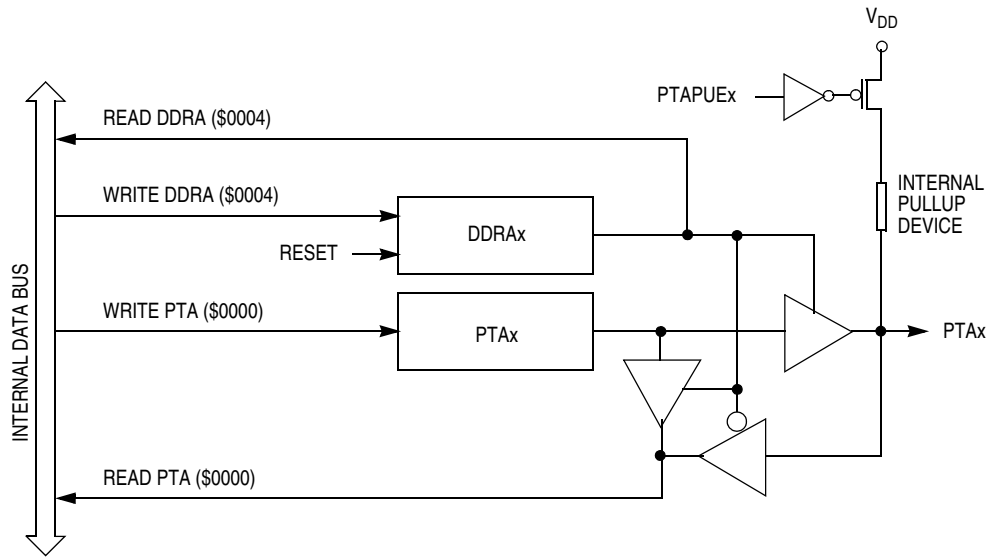 V_DD
PTAPUEx
READ DDRA ($0004)
INTERNAL
PULLUP
DEVICE
WRITE DDRA ($0004)
DDRAx
RESET
WRITE PTA ($0000)
PTAx
PTAx
INTERNAL DATA BUS
READ PTA ($0000)